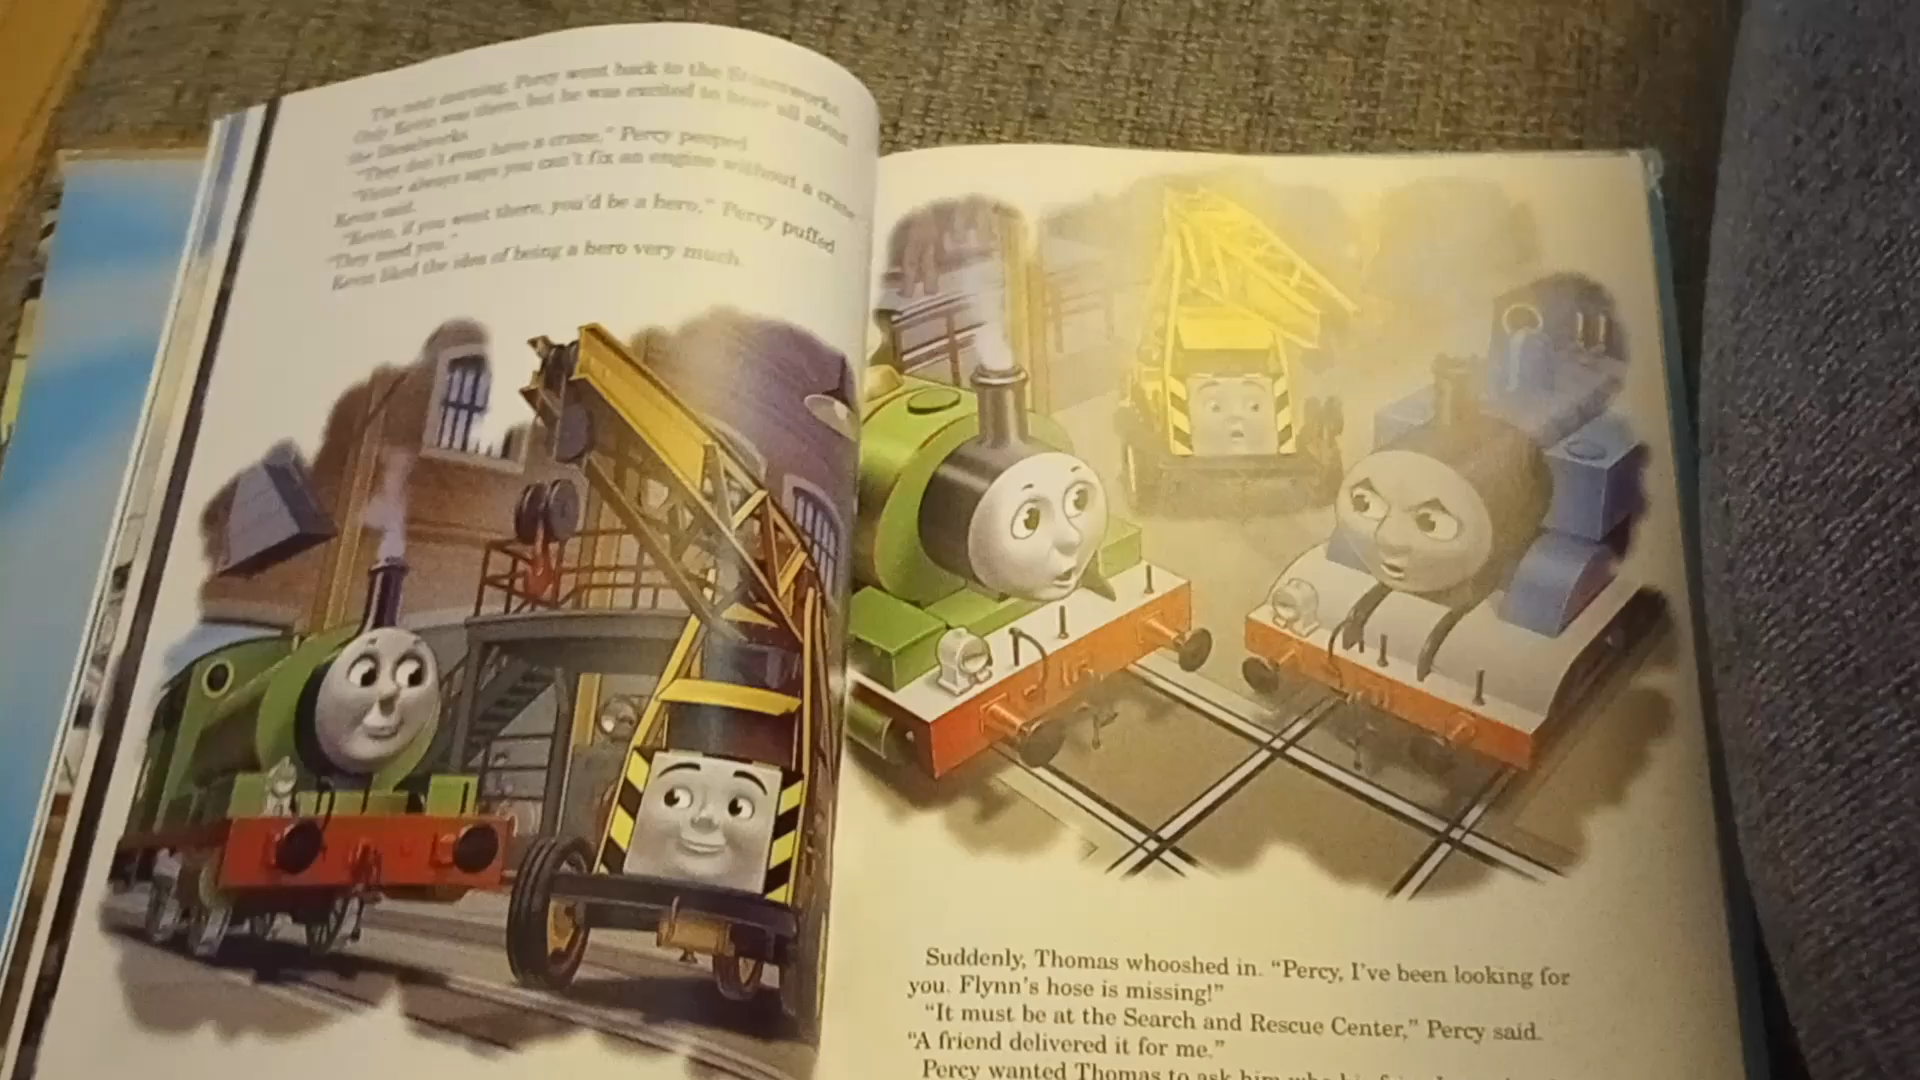 The next morning, Percy went back to the Steamworks.
Only Kevin was there, but he was excited to hear all about
the Dieselworks.
"They don't even have a crane," Percy peeped.
"Victor always says you can't fix an engine without a crane,"
Kevin said.
"Kevin, if you went there, you'd be a hero," Percy puffed.
"They need you."
Kevin liked the idea of being a hero very much.
Suddenly, Thomas whooshed in. "Percy, I've been looking for
you. Flynn's hose is missing!"
"It must be at the Search and Rescue Center," Percy said.
"A friend delivered it for me."
Percy wanted Thomas to ask him who his friend